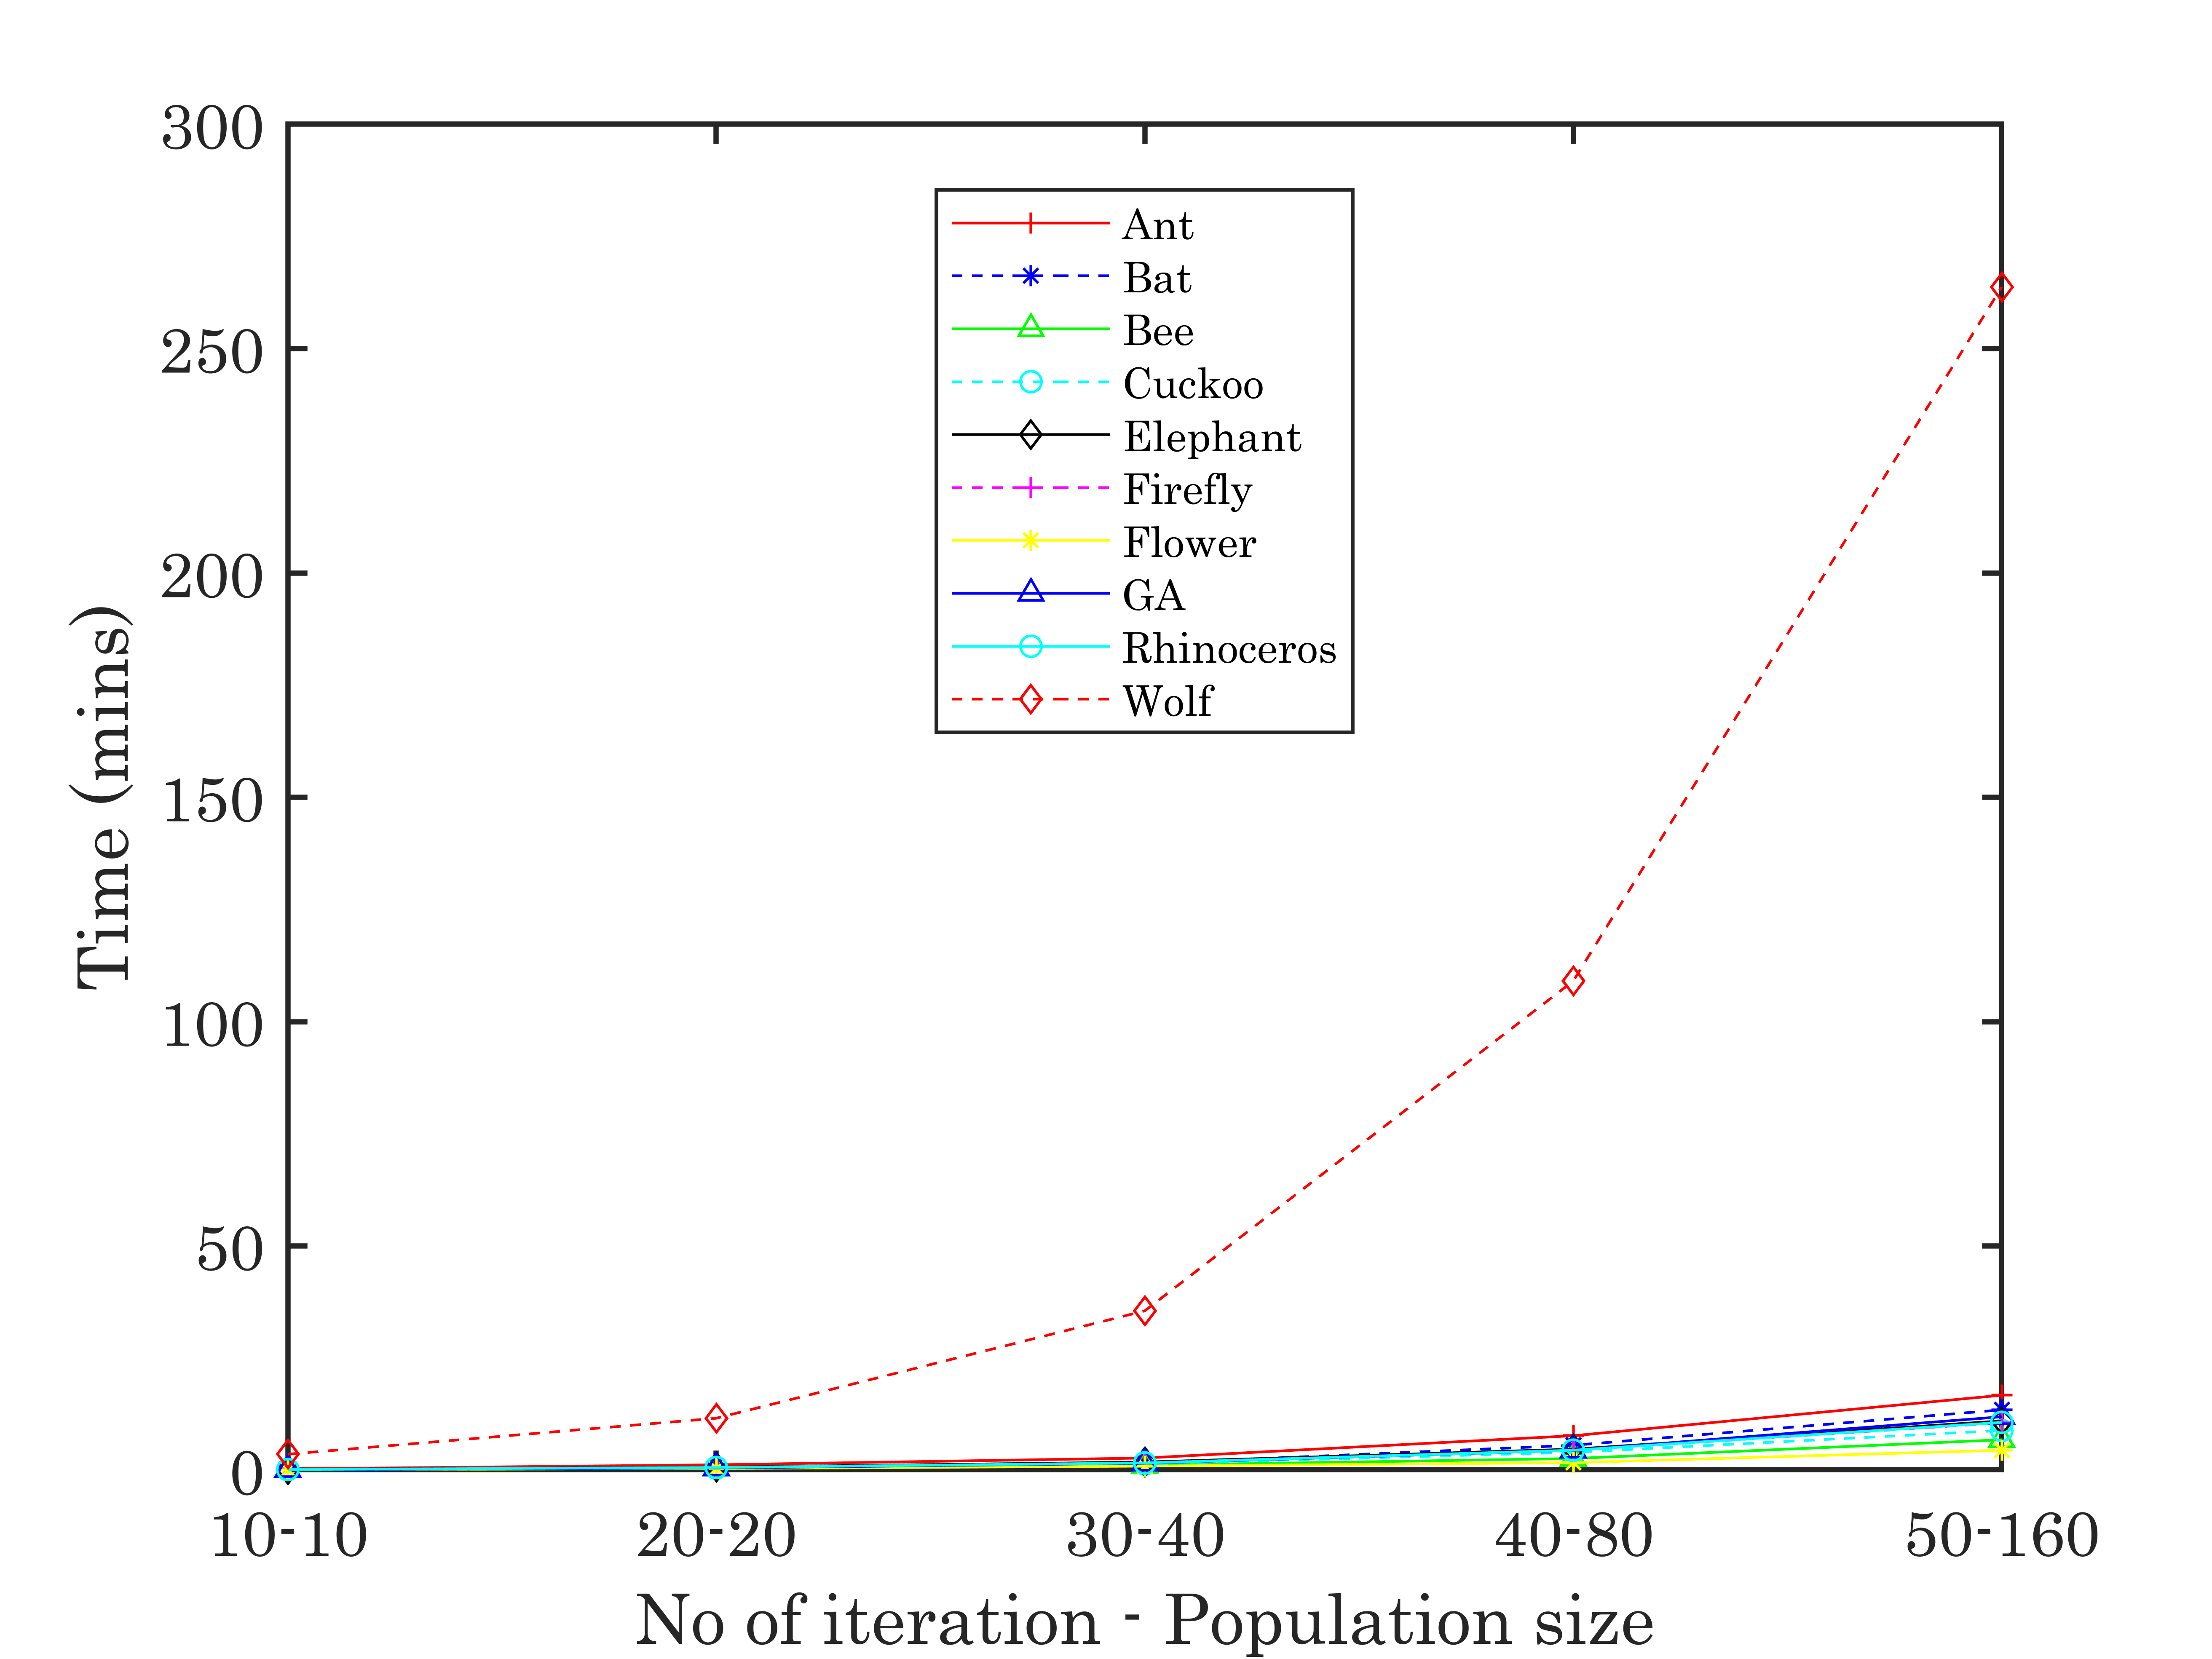 300
250
200
150
100
50
0
Time (mins)
Ant
Bat
Bee
Cuckoo
Elephant
Firefly
Flower
GA
Rhinoceros
Wolf
10-10 20-20 30-40 40-80 50-160
No of iteration - Population size